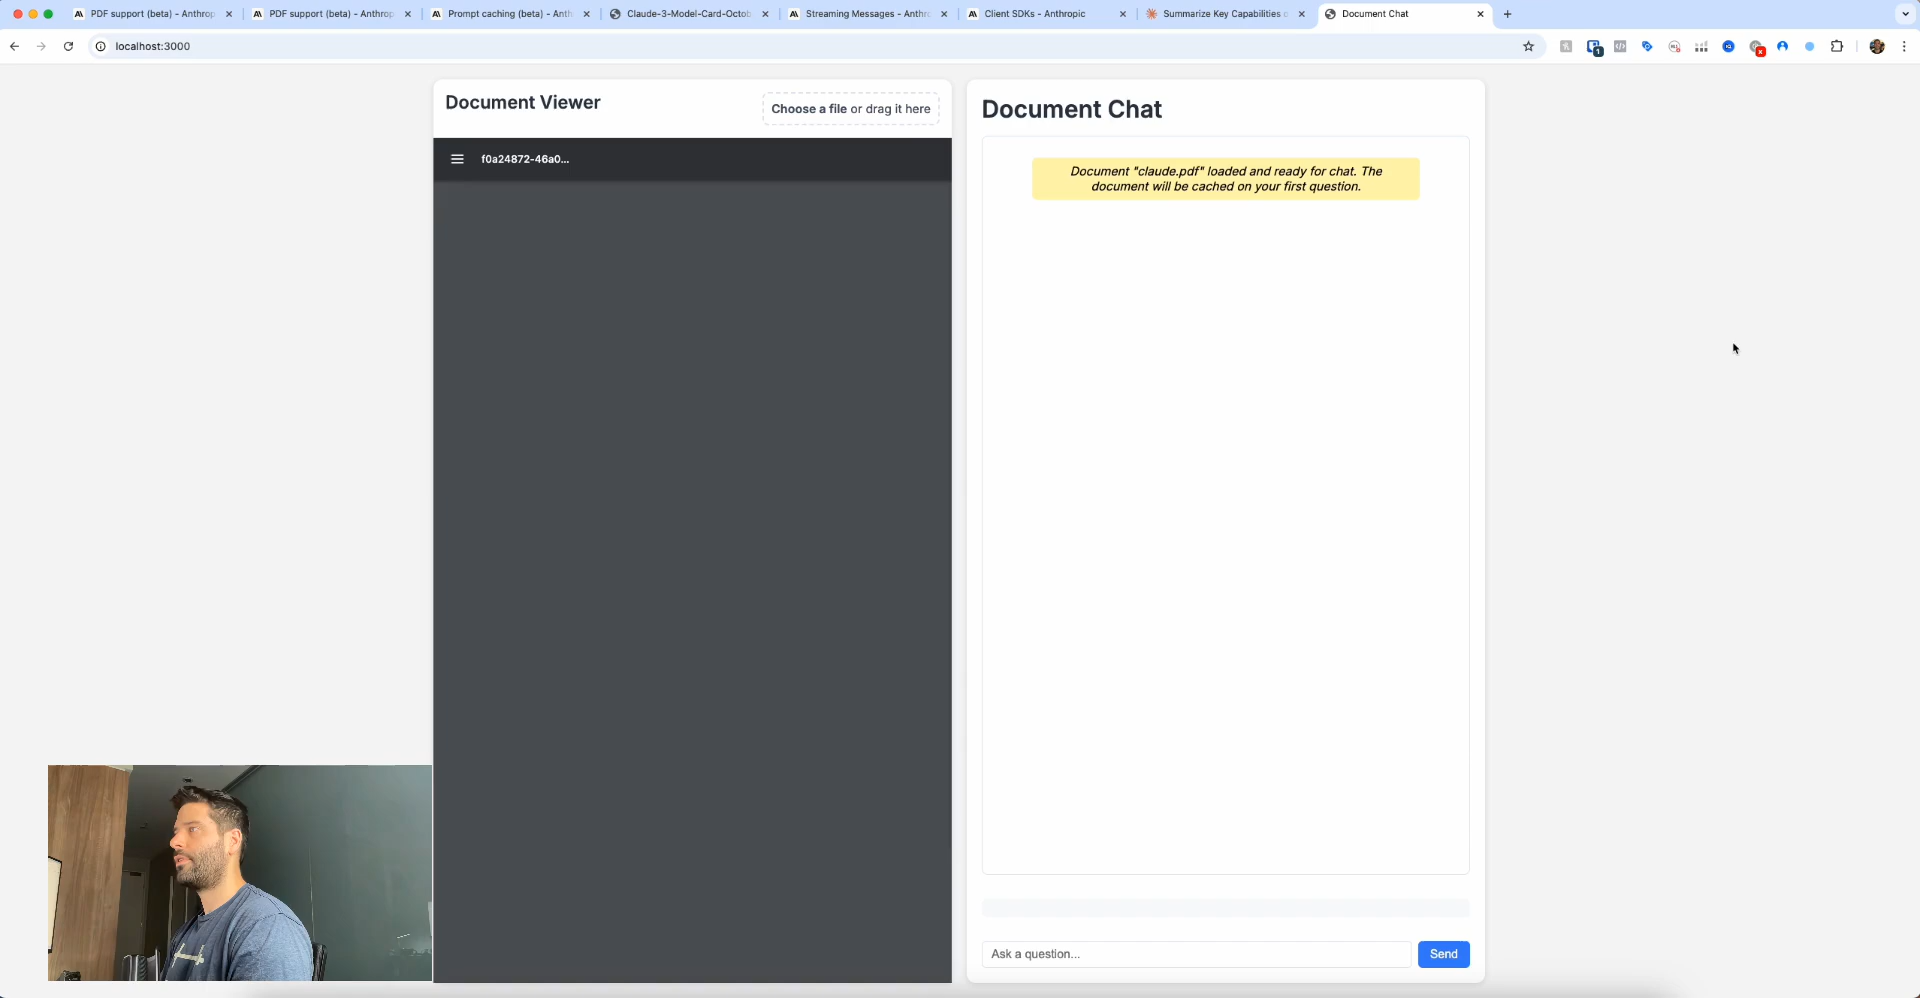 PDF support (beta) - Anthrop
PDF support (beta) - Anthrop
Prompt caching (beta) - Anth
Claude-3-Model-Card-Octob
Streaming Messages - Anthro
Client SDKs - Anthropic
Summarize Key Capabilities o
Document Chat
localhost:3000
1
Document Viewer
Choose a file or drag it here
f0a24872-46a0...
Document Chat
Document "claude.pdf" loaded and ready for chat. The
document will be cached on your first question.
Ask a question...
Send